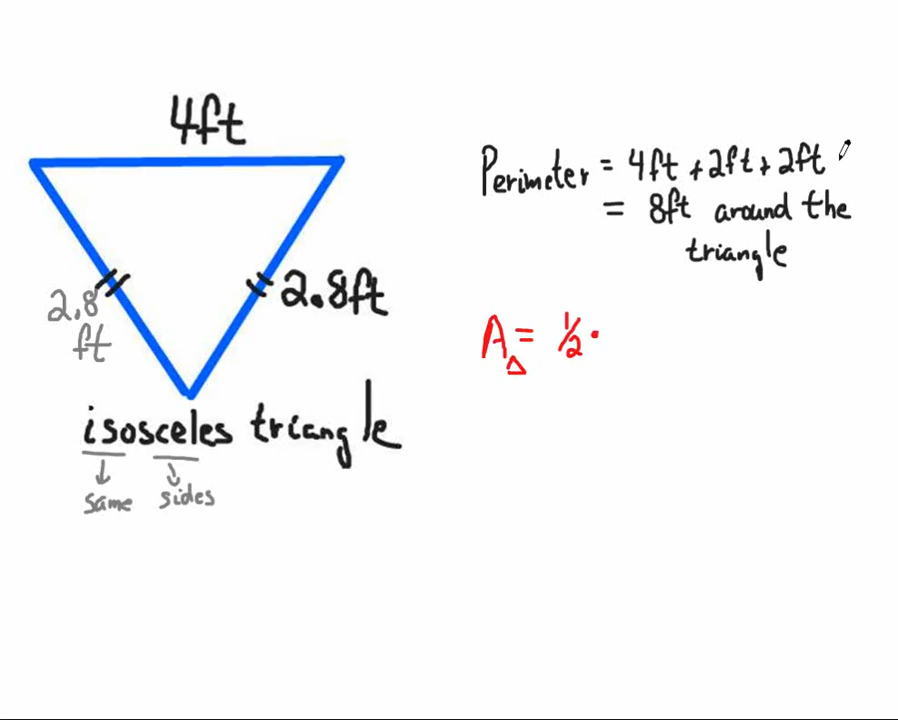 4ft
2.8
ft
2.8ft
isosceles triangle
same sides
Perimeter = 4ft + 2ft + 2ft
= 8ft around the
triangle
A△ = 1/2 •